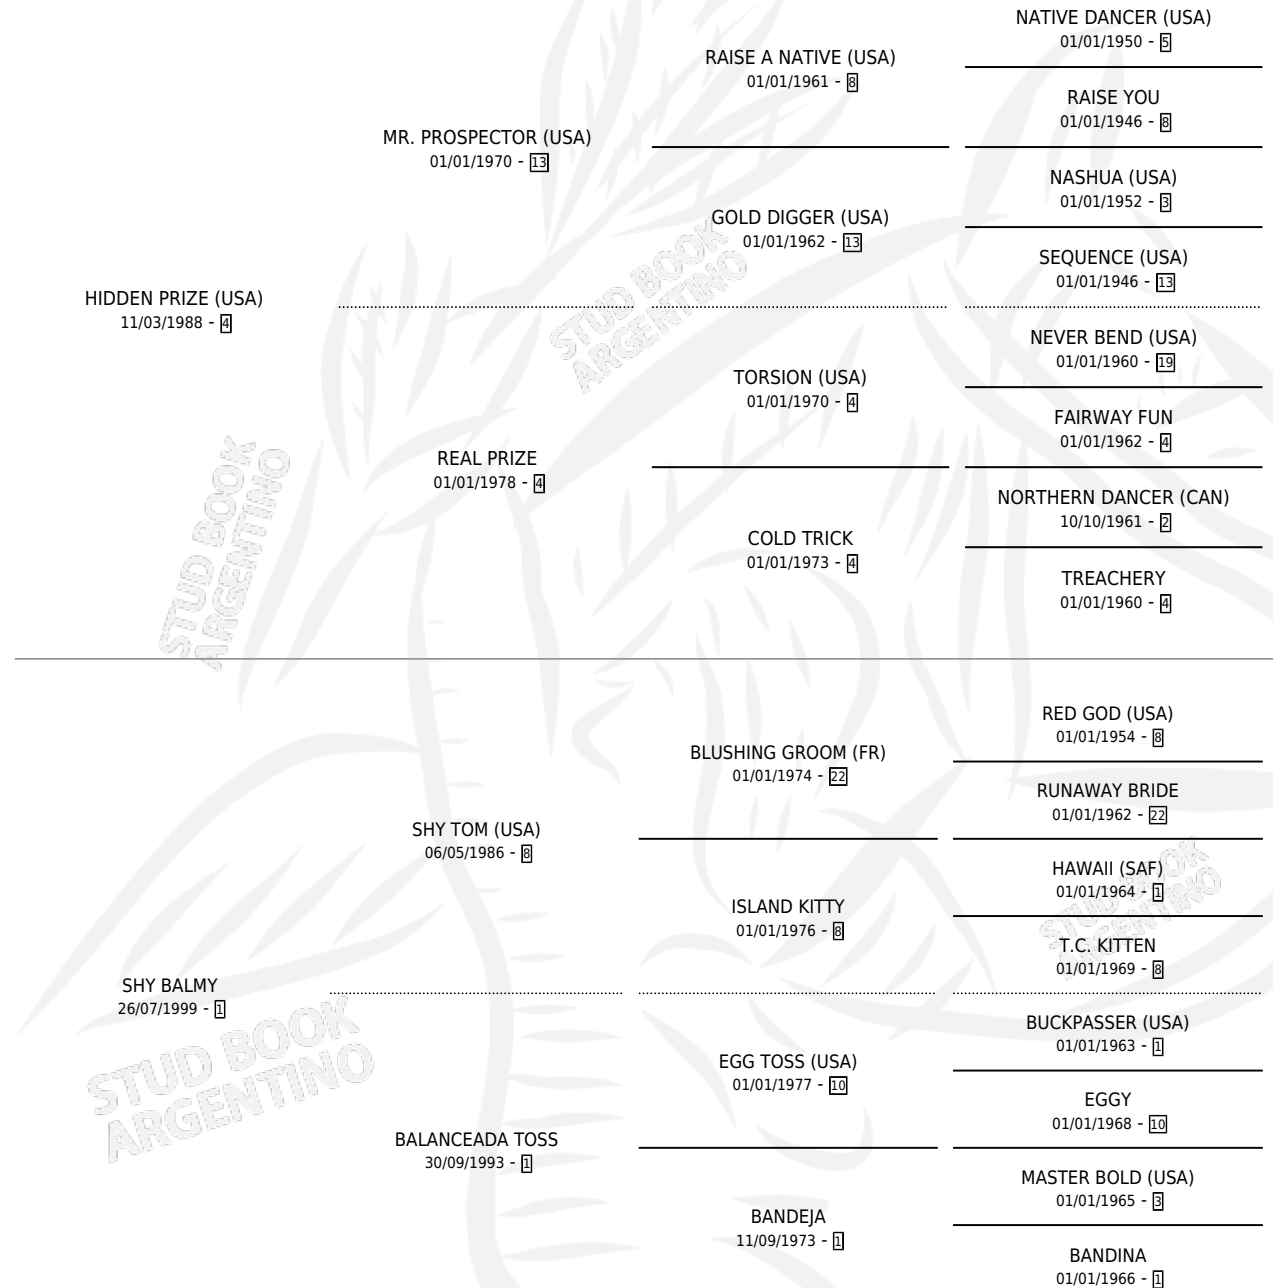 NATIVE DANCER (USA)
01/01/1950 - 5
RAISE A NATIVE (USA)
01/01/1961 - 8
RAISE YOU
01/01/1946 - 8
MR. PROSPECTOR (USA)
01/01/1970 - 13
NASHUA (USA)
01/01/1952 - 3
GOLD DIGGER (USA)
01/01/1962 - 13
SEQUENCE (USA)
01/01/1946 - 13
HIDDEN PRIZE (USA)
11/03/1988 - 4
NEVER BEND (USA)
01/01/1960 - 19
TORSION (USA)
01/01/1970 - 4
FAIRWAY FUN
01/01/1962 - 4
REAL PRIZE
01/01/1978 - 4
NORTHERN DANCER (CAN)
10/10/1961 - 2
COLD TRICK
01/01/1973 - 4
TREACHERY
01/01/1960 - 4
STUD BOOK
ARGENTINO
STUD BOOK
ARGENTINO
RED GOD (USA)
01/01/1954 - 8
BLUSHING GROOM (FR)
01/01/1974 - 22
RUNAWAY BRIDE
01/01/1962 - 22
SHY TOM (USA)
06/05/1986 - 8
HAWAII (SAF)
01/01/1964 - 1
ISLAND KITTY
01/01/1976 - 8
T.C. KITTEN
01/01/1969 - 8
SHY BALMY
26/07/1999 - 1
BUCKPASSER (USA)
01/01/1963 - 1
EGG TOSS (USA)
01/01/1977 - 10
EGGY
01/01/1968 - 10
BALANCEADA TOSS
30/09/1993 - 1
MASTER BOLD (USA)
01/01/1965 - 3
BANDEJA
11/09/1973 - 1
BANDINA
01/01/1966 - 1
STUD BOOK
ARGENTINO
STUD BOOK
ARGENTINO